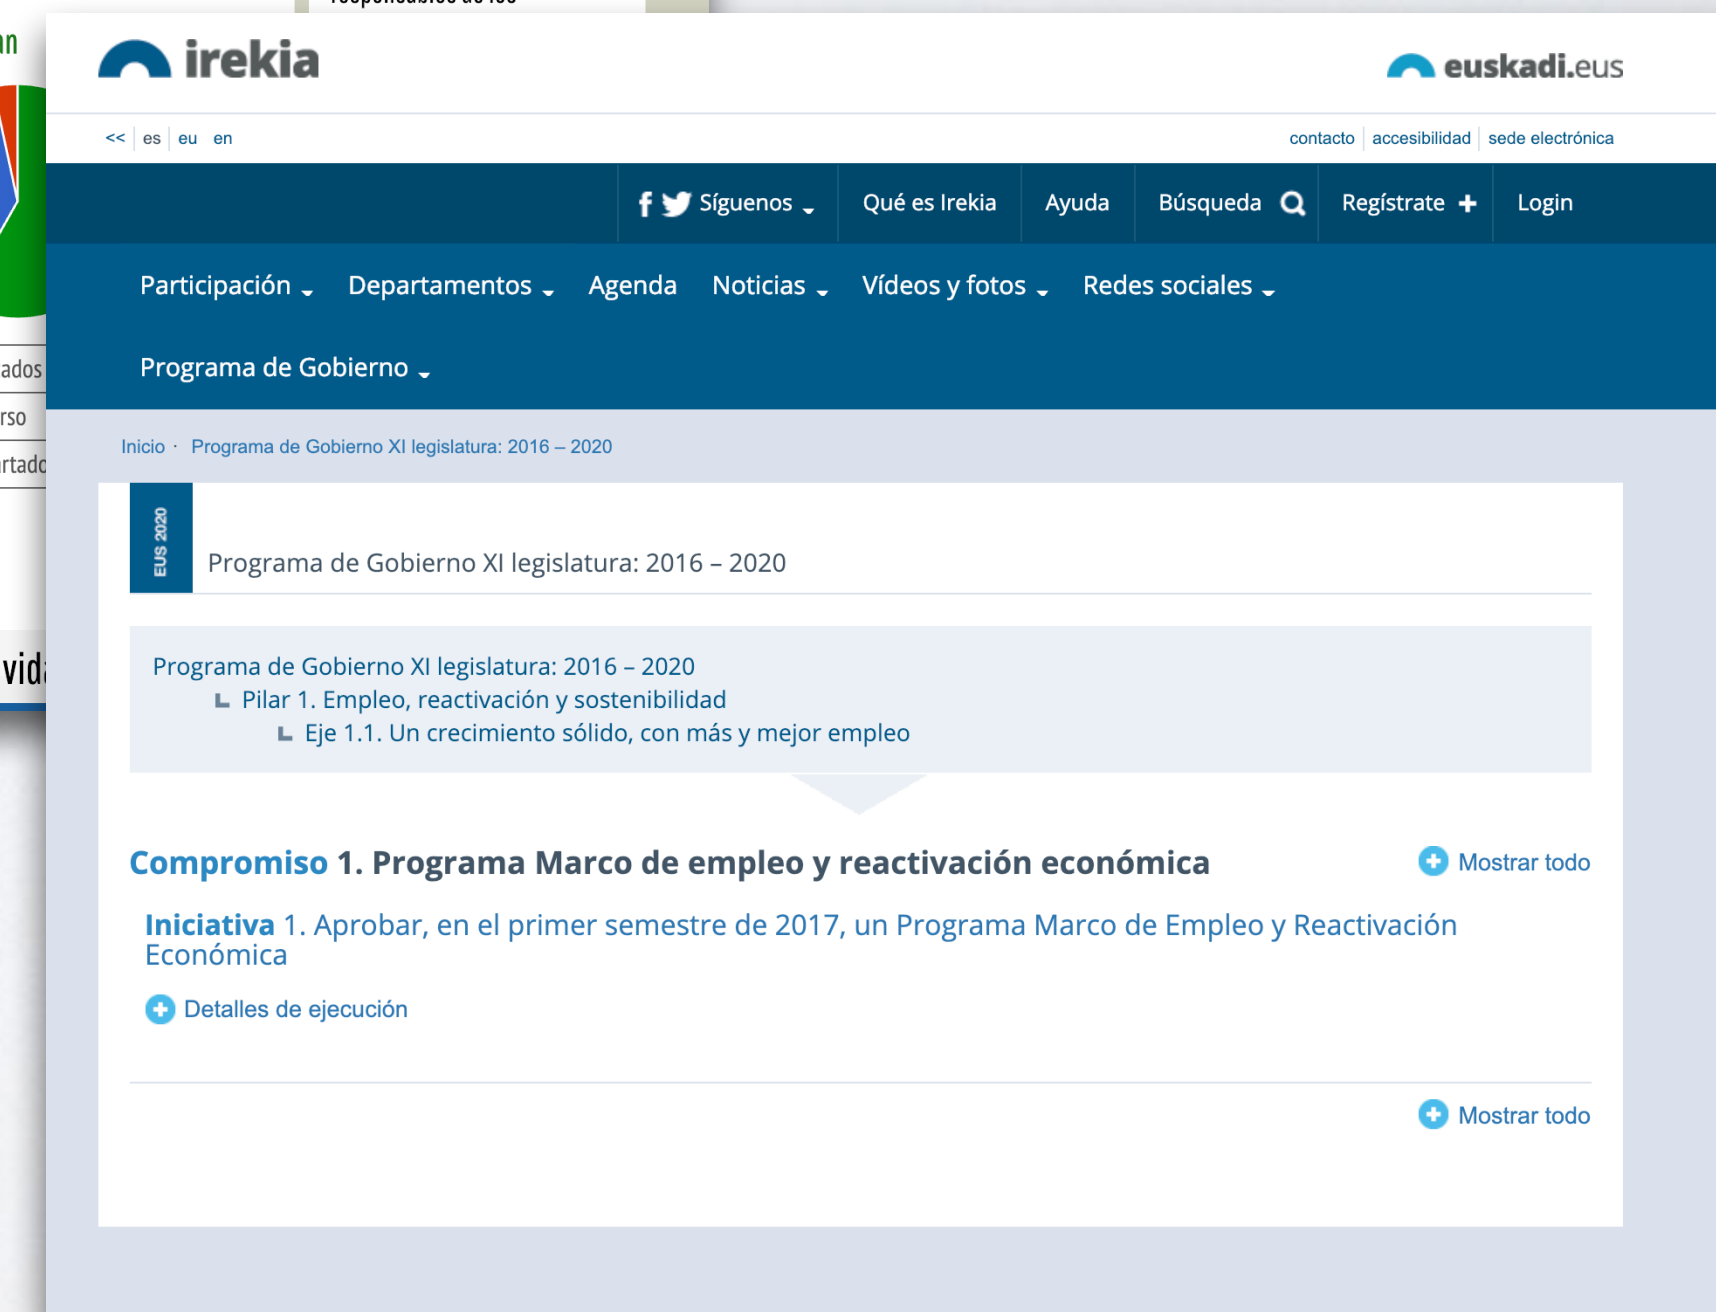 irekia
euskadi.eus
<< es eu en
contacto accesibilidad sede electrónica
Síguenos Qué es Irekia Ayuda Búsqueda Regístrate Login
Participación Departamentos Agenda Noticias Vídeos y fotos Redes sociales
Programa de Gobierno
Inicio · Programa de Gobierno XI legislatura: 2016 – 2020
EUS 2020
Programa de Gobierno XI legislatura: 2016 – 2020
Programa de Gobierno XI legislatura: 2016 – 2020
Pilar 1. Empleo, reactivación y sostenibilidad
Eje 1.1. Un crecimiento sólido, con más y mejor empleo
Compromiso 1. Programa Marco de empleo y reactivación económica
Mostrar todo
Iniciativa 1. Aprobar, en el primer semestre de 2017, un Programa Marco de Empleo y Reactivación
Económica
Detalles de ejecución
Mostrar todo